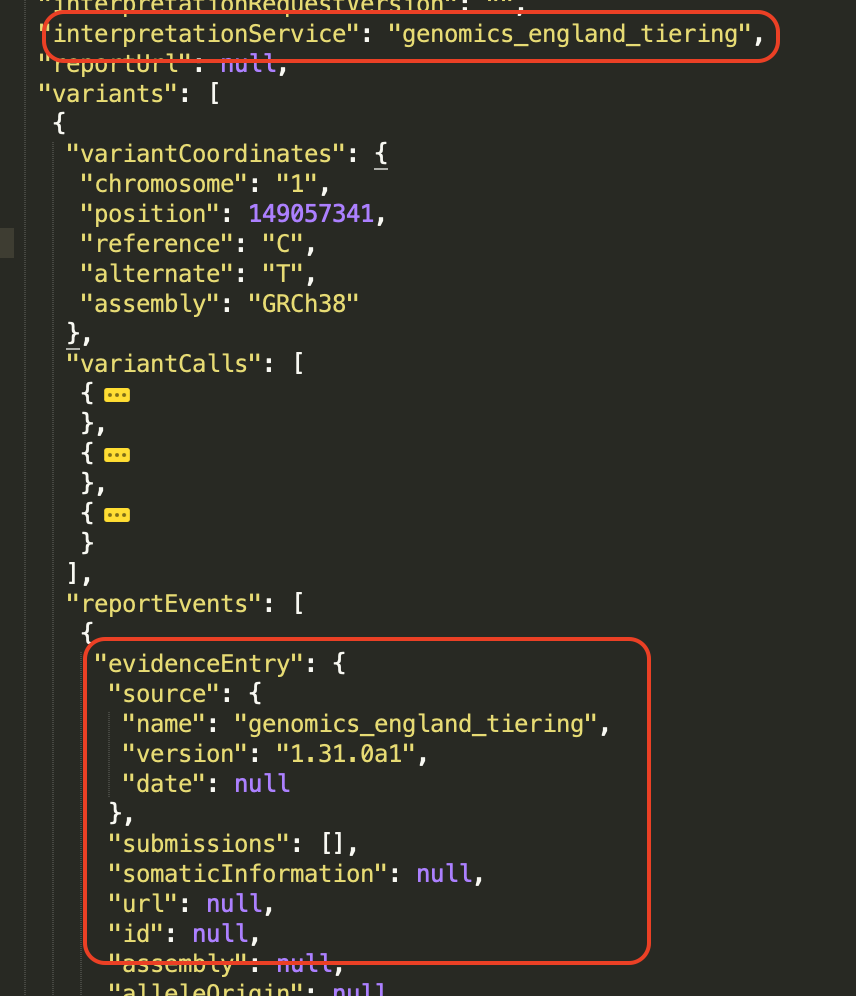 "interpretationRequestVersion": "",
"interpretationService": "genomics_england_tiering",
"reportUrl": null,
"variants": [
{
"variantCoordinates": {
"chromosome": "1",
"position": 149057341,
"reference": "C",
"alternate": "T",
"assembly": "GRCh38"
},
"variantCalls": [
{ ...
},
{ ...
},
{ ...
}
],
"reportEvents": [
{
"evidenceEntry": {
"source": {
"name": "genomics_england_tiering",
"version": "1.31.0a1",
"date": null
},
"submissions": [],
"somaticInformation": null,
"url": null,
"id": null,
"assembly": null,
"alleleOrigin": null